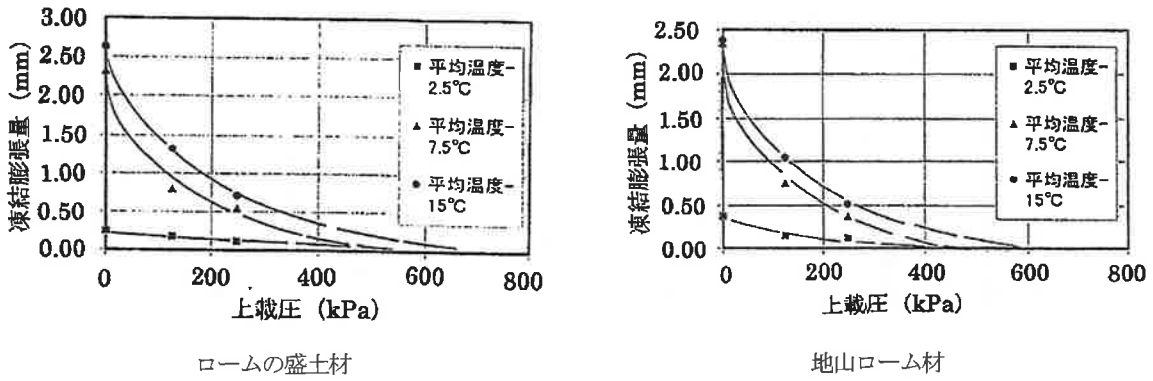 凍結膨張量 (mm)
3.00
2.50
2.00
1.50
1.00
0.50
0.00
0
200
400
600
800
上載圧 (kPa)
平均温度-
2.5℃
平均温度-
7.5℃
平均温度-
15℃
ロームの盛土材
凍結膨張量 (mm)
2.50
2.00
1.50
1.00
0.50
0.00
0
200
400
600
800
上載圧 (kPa)
平均温度-
2.5℃
平均温度-
7.5℃
平均温度-
15℃
地山ローム材